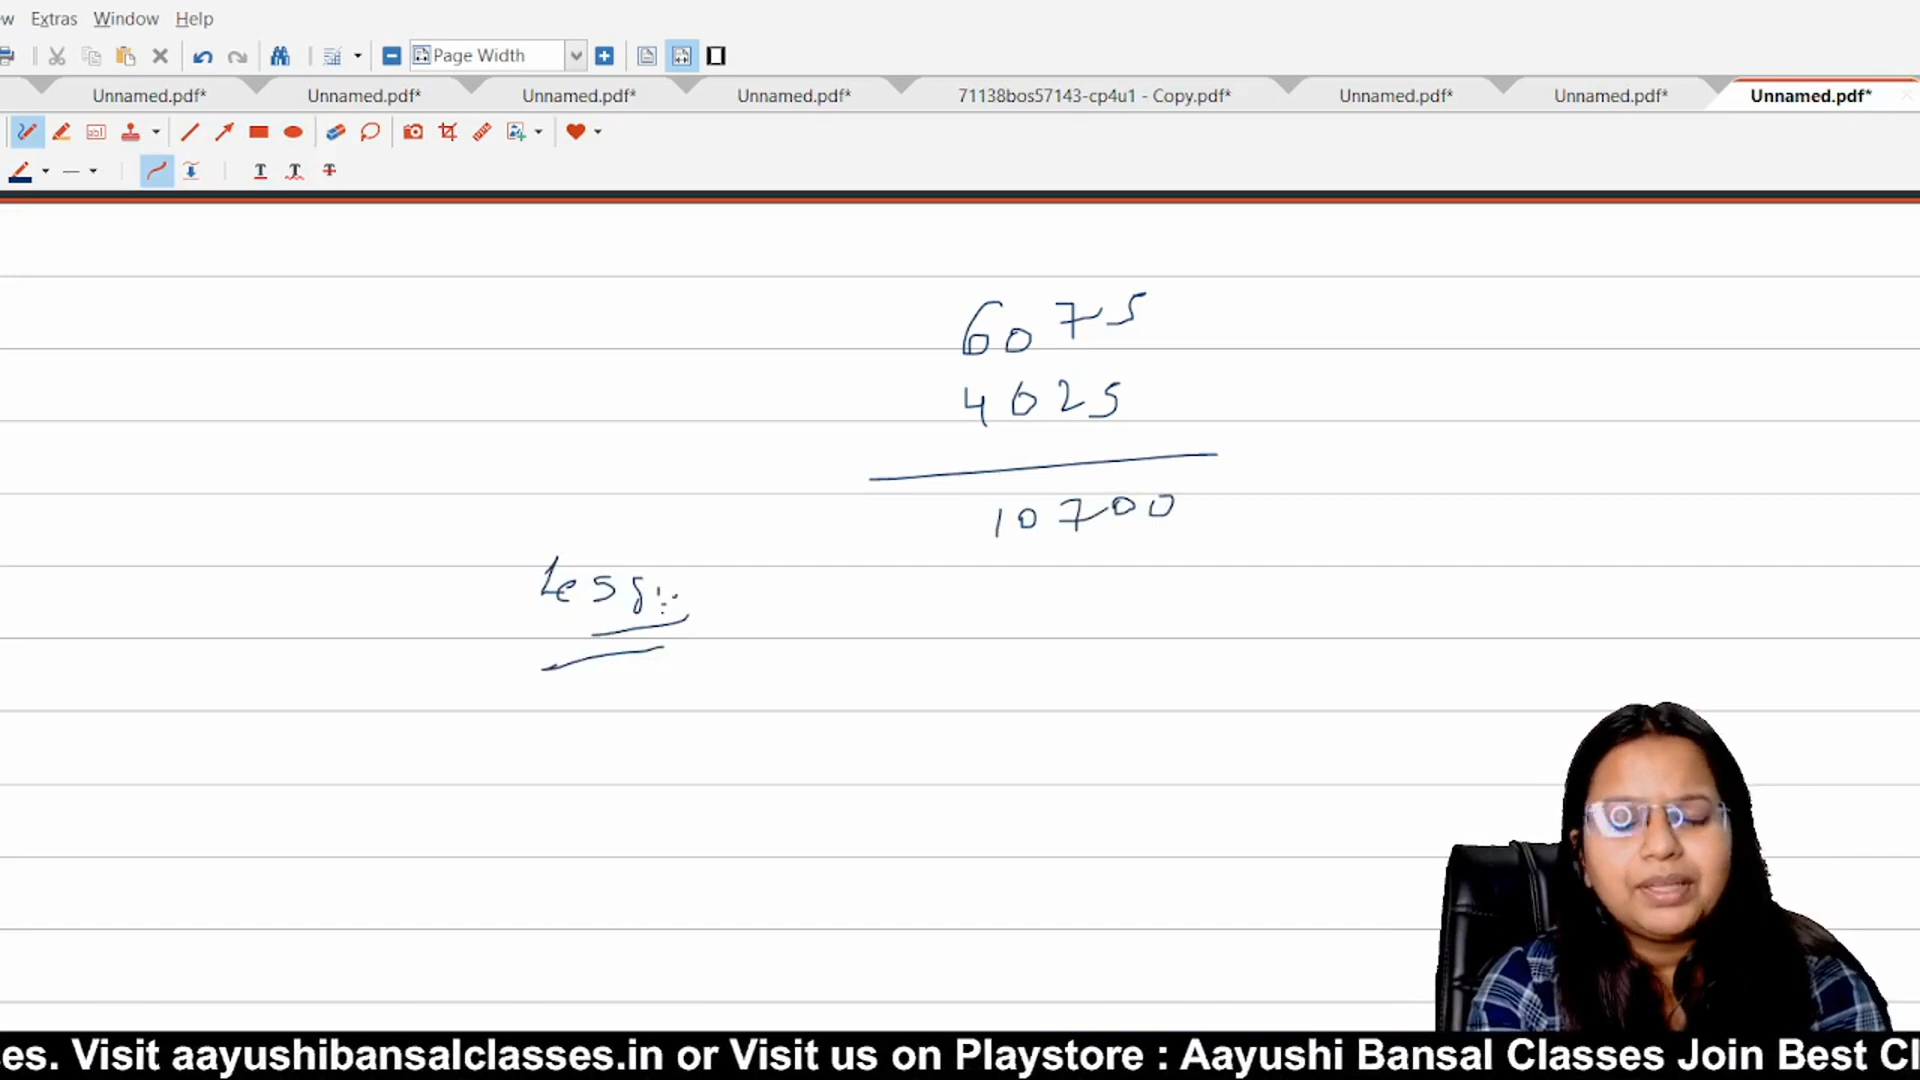 Extras Window Help
Page Width
Unnamed.pdf* Unnamed.pdf* Unnamed.pdf* Unnamed.pdf* 71138bos57143-cp4u1 - Copy.pdf* Unnamed.pdf* Unnamed.pdf* Unnamed.pdf*
6075
4025
10700
Less:
es. Visit aayushibansalclasses.in or Visit us on Playstore : Aayushi Bansal Classes Join Best Cl